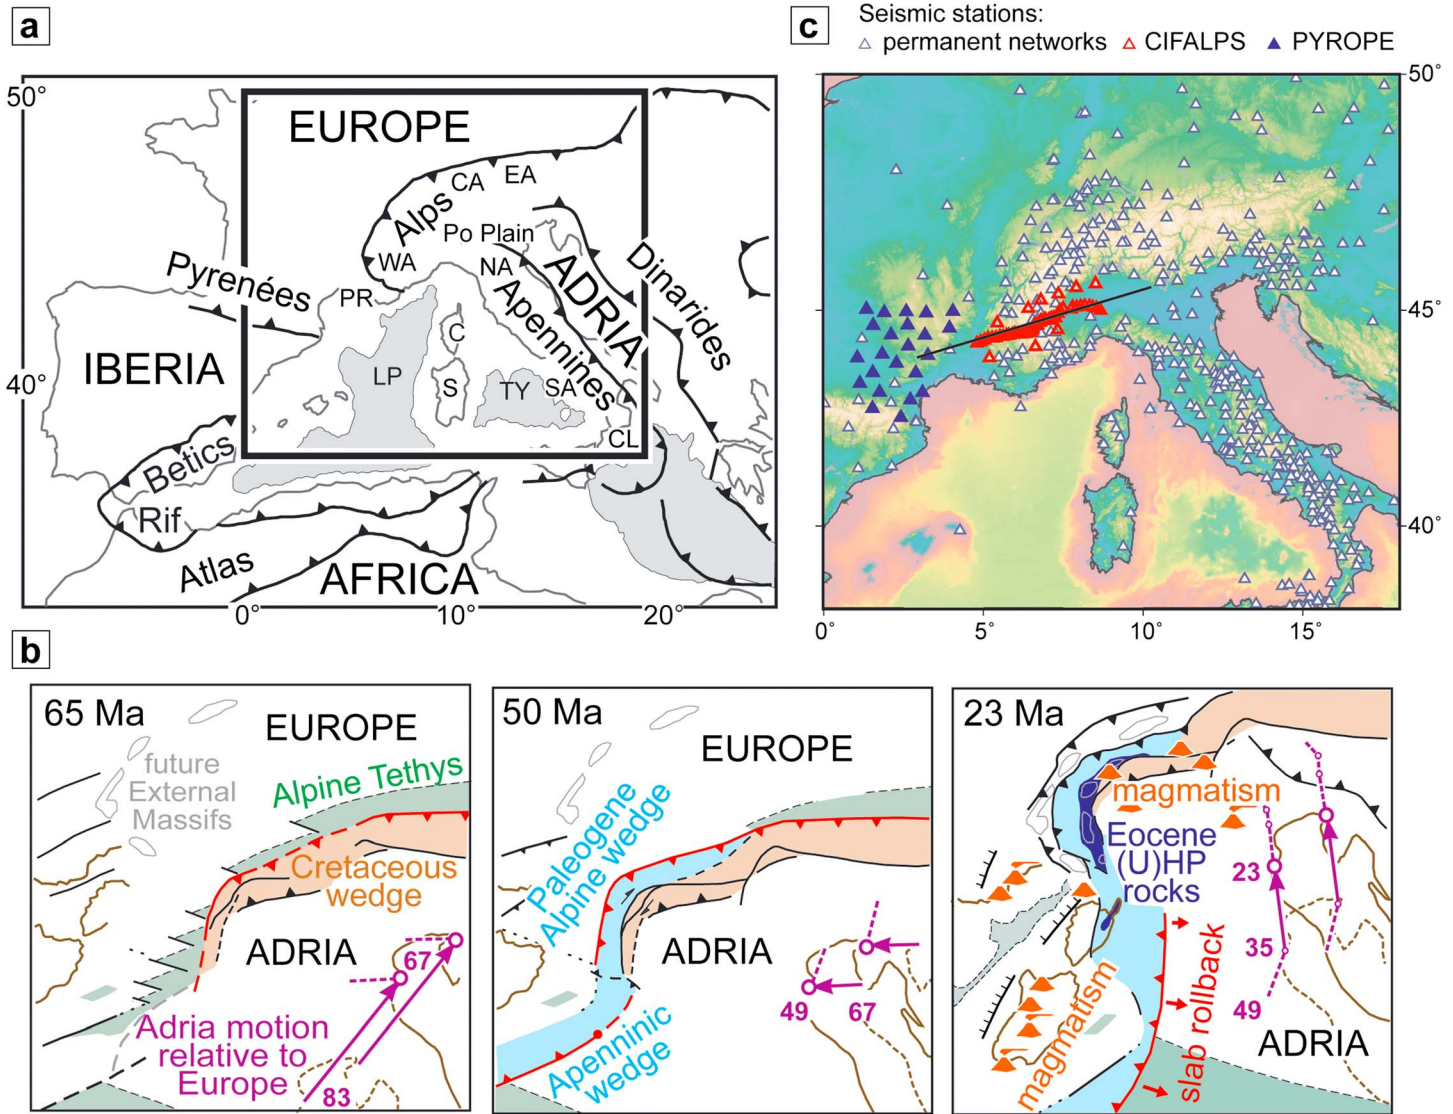 a
50°
40°
0°
10°
20°
EUROPE
CA
EA
Alps
Po Plain
WA
NA
ADRIA
Dinarides
Apennines
Pyrenées
PR
C
IBERIA
LP
S
TY
SA
CL
Betics
Rif
Atlas
AFRICA
c
Seismic stations:
permanent networks
CIFALPS
PYROPE
50°
45°
40°
0°
5°
10°
15°
b
65 Ma
EUROPE
future
External
Massifs
Alpine Tethys
Cretaceous
wedge
ADRIA
67
Adria motion
relative to
Europe
83
50 Ma
EUROPE
Paleogene
Alpine wedge
ADRIA
49
67
Apenninic
wedge
23 Ma
magmatism
Eocene
(U)HP
rocks
23
35
49
slab rollback
magmatism
ADRIA